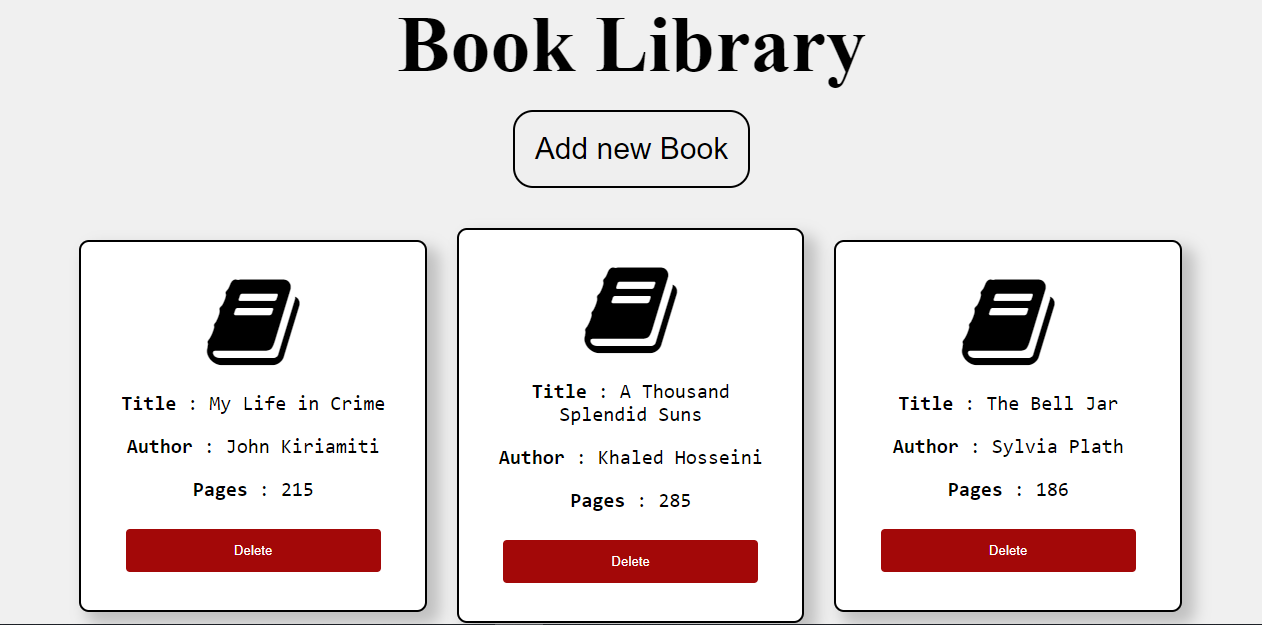 Book Library
Add new Book
Title : My Life in Crime
Author : John Kiriamiti
Pages : 215
Delete
Title : A Thousand
Splendid Suns
Author : Khaled Hosseini
Pages : 285
Delete
Title : The Bell Jar
Author : Sylvia Plath
Pages : 186
Delete